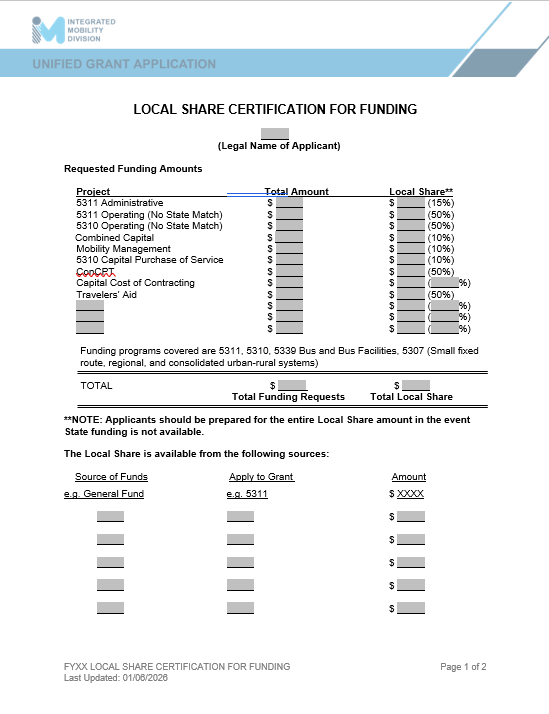 INTEGRATED
MOBILITY
DIVISION
UNIFIED GRANT APPLICATION
LOCAL SHARE CERTIFICATION FOR FUNDING
(Legal Name of Applicant)
Requested Funding Amounts
Project Total Amount Local Share**
5311 Administrative $ $ (15%)
5311 Operating (No State Match) $ $ (50%)
5310 Operating (No State Match) $ $ (50%)
Combined Capital $ $ (10%)
Mobility Management $ $ (10%)
5310 Capital Purchase of Service $ $ (10%)
ConCPT $ $ (50%)
Capital Cost of Contracting $ $ ( %)
Travelers' Aid $ $ (50%)
$ $ ( %)
$ $ ( %)
$ $ ( %)
Funding programs covered are 5311, 5310, 5339 Bus and Bus Facilities, 5307 (Small fixed
route, regional, and consolidated urban-rural systems)
TOTAL $ $
Total Funding Requests Total Local Share
**NOTE: Applicants should be prepared for the entire Local Share amount in the event
State funding is not available.
The Local Share is available from the following sources:
Source of Funds Apply to Grant Amount
e.g. General Fund e.g. 5311 $ XXXX
$
$
$
$
$
FYXX LOCAL SHARE CERTIFICATION FOR FUNDING Page 1 of 2
Last Updated: 01/06/2026